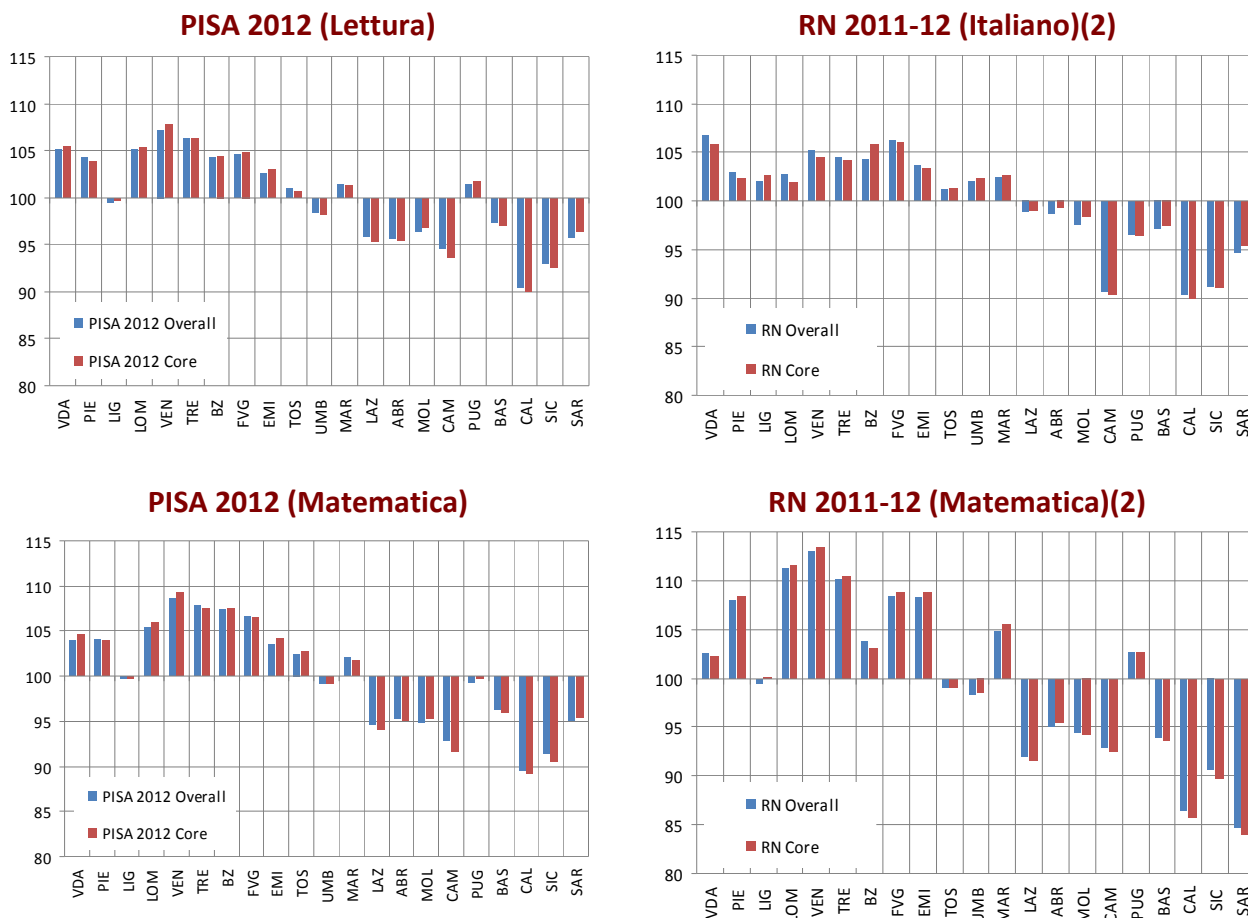 PISA 2012 (Lettura)
115
110
105
100
95
90
85
80
PISA 2012 Overall
PISA 2012 Core
VDA PIE LIG LOM VEN TRE BZ FVG EMI TOS UMB MAR LAZ ABR MOL CAM PUG BAS CAL SIC SAR
RN 2011-12 (Italiano)(2)
115
110
105
100
95
90
85
80
RN Overall
RN Core
VDA PIE LIG LOM VEN TRE BZ FVG EMI TOS UMB MAR LAZ ABR MOL CAM PUG BAS CAL SIC SAR
PISA 2012 (Matematica)
115
110
105
100
95
90
85
80
PISA 2012 Overall
PISA 2012 Core
VDA PIE LIG LOM VEN TRE BZ FVG EMI TOS UMB MAR LAZ ABR MOL CAM PUG BAS CAL SIC SAR
RN 2011-12 (Matematica)(2)
115
110
105
100
95
90
85
80
RN Overall
RN Core
VDA PIE LIG LOM VEN TRE BZ FVG EMI TOS UMB MAR LAZ ABR MOL CAM PUG BAS CAL SIC SAR